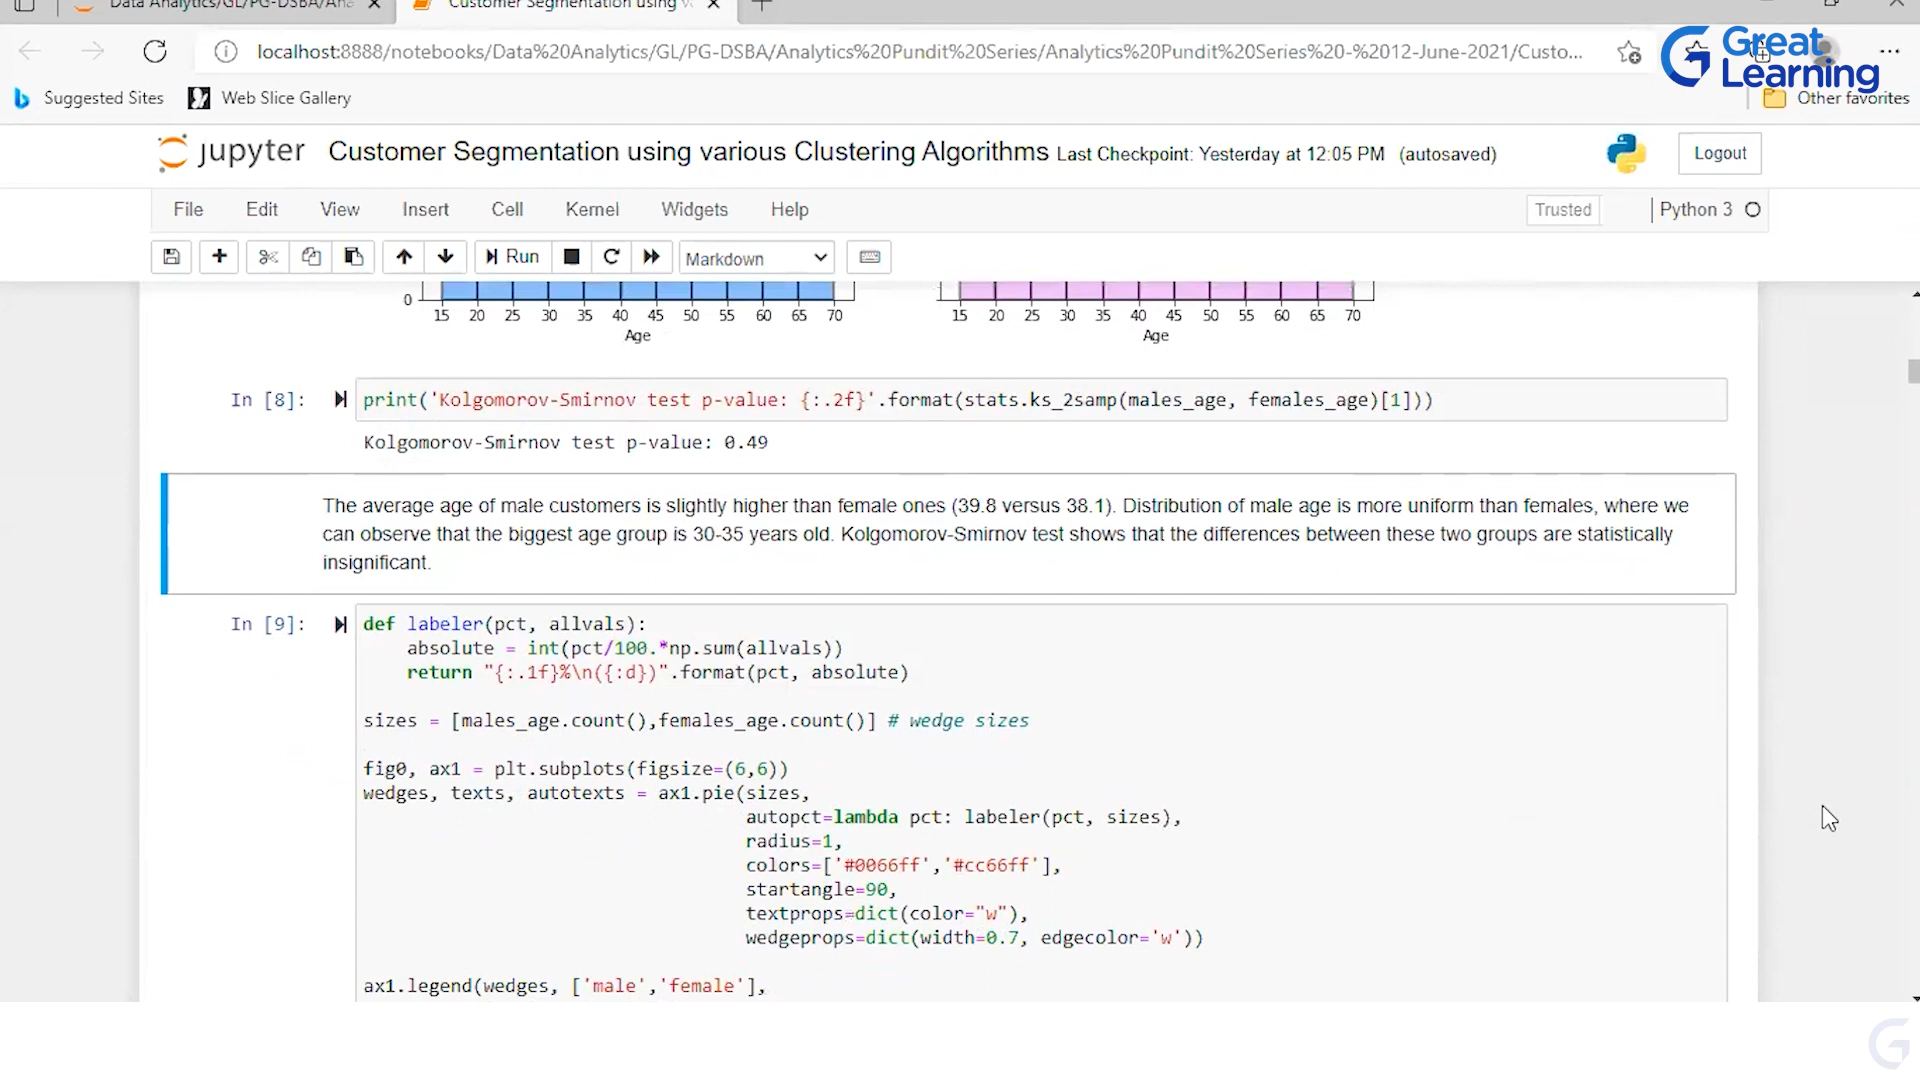 Data Analytics/GL/PG-DSBA/Ana
Customer Segmentation using v
localhost:8888/notebooks/Data%20Analytics/GL/PG-DSBA/Analytics%20Pundit%20Series/Analytics%20Pundit%20Series%20-%2012-June-2021/Custo...
Great
Learning
Suggested Sites
Web Slice Gallery
Other favorites
jupyter
Customer Segmentation using various Clustering Algorithms
Last Checkpoint: Yesterday at 12:05 PM (autosaved)
Logout
File Edit View Insert Cell Kernel Widgets Help
Trusted
Python 3
Run
Markdown
0
15 20 25 30 35 40 45 50 55 60 65 70
15 20 25 30 35 40 45 50 55 60 65 70
Age
Age
In [8]:
print('Kolgomorov-Smirnov test p-value: {:.2f}'.format(stats.ks_2samp(males_age, females_age)[1]))
Kolgomorov-Smirnov test p-value: 0.49
The average age of male customers is slightly higher than female ones (39.8 versus 38.1). Distribution of male age is more uniform than females, where we
can observe that the biggest age group is 30-35 years old. Kolgomorov-Smirnov test shows that the differences between these two groups are statistically
insignificant.
In [9]:
def labeler(pct, allvals):
absolute = int(pct/100.*np.sum(allvals))
return "{:.1f}%\n({:d})".format(pct, absolute)
sizes = [males_age.count(),females_age.count()] # wedge sizes
fig0, ax1 = plt.subplots(figsize=(6,6))
wedges, texts, autotexts = ax1.pie(sizes,
autopct=lambda pct: labeler(pct, sizes),
radius=1,
colors=['#0066ff','#cc66ff'],
startangle=90,
textprops=dict(color="w"),
wedgeprops=dict(width=0.7, edgecolor='w'))
ax1.legend(wedges, ['male','female'],